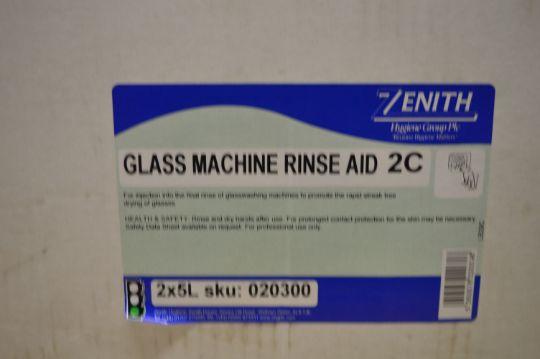 ZENITH
Hygiene Group Plc
Because Hygiene Matters
GLASS MACHINE RINSE AID 2C
For injection into the final rinse of glasswashing machines to promote the rapid streak free
drying of glasses.
HEALTH & SAFETY: Rinse and dry hands after use. For prolonged contact protection for the skin may be necessary.
Safety Data Sheet available on request. For professional use only.
2x5L sku: 020300